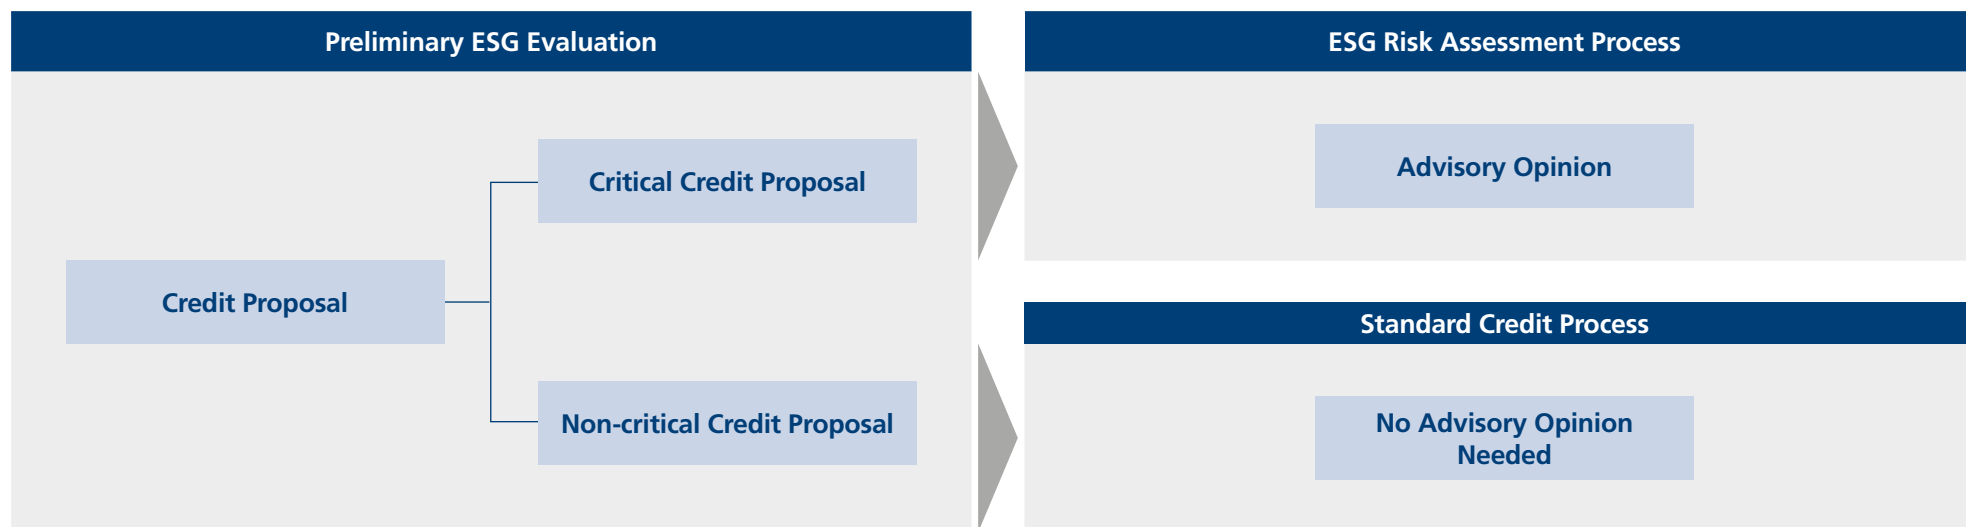 Preliminary ESG Evaluation
Credit Proposal
Critical Credit Proposal
Non-critical Credit Proposal
ESG Risk Assessment Process
Advisory Opinion
Standard Credit Process
No Advisory Opinion
Needed